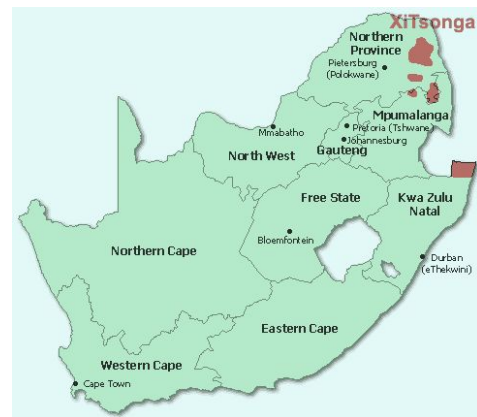 XiTsonga
Northern
Province
Pietersburg
(Polokwane)
Mpumalanga
Mmabatho
Pretoria (Tshwane)
Johannesburg
Gauteng
North West
Free State
Kwa Zulu
Natal
Bloemfontein
Northern Cape
Durban
(eThekwini)
Eastern Cape
Western Cape
Cape Town